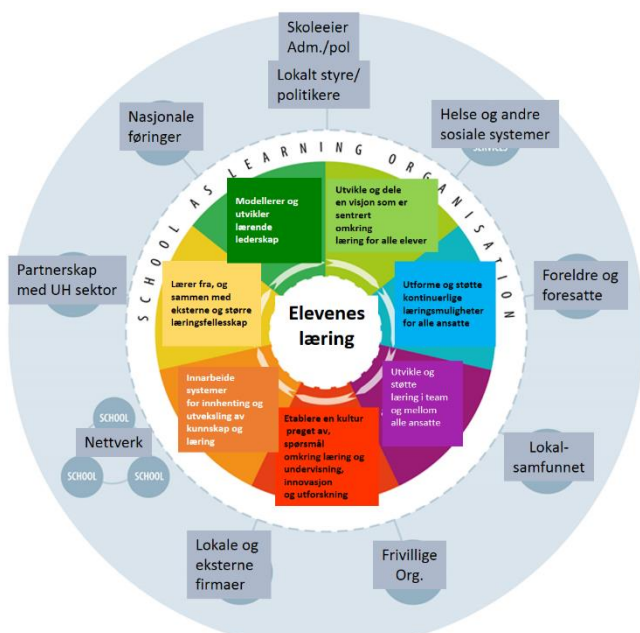 Skoleeier
Adm./pol
Lokalt styre/
politikere
Nasjonale
føringer
Helse og andre
sosiale systemer
SERVICES
SCHOOL AS LEARNING ORGANISATION
Modellerer og
utvikler
lærende
lederskap
Utvikle og dele
en visjon som er
sentrert
omkring
læring for alle elever
Partnerskap
med UH sektor
Lærer fra, og
sammen med
eksterne og større
læringsfellesskap
Elevenes
læring
Utforme og støtte
kontinuerlige
læringsmuligheter
for alle ansatte
Foreldre og
foresatte
Innarbeide
systemer
for innhenting og
utveksling av
kunnskap og
læring
Etablere en kultur
preget av,
spørsmål
omkring læring og
undervisning,
innovasjon
og utforskning
Utvikle og
støtte
læring i team
og mellom
alle ansatte
SCHOOL
Nettverk
SCHOOL
SCHOOL
Lokal-
samfunnet
Lokale og
eksterne
firmaer
Frivillige
Org.